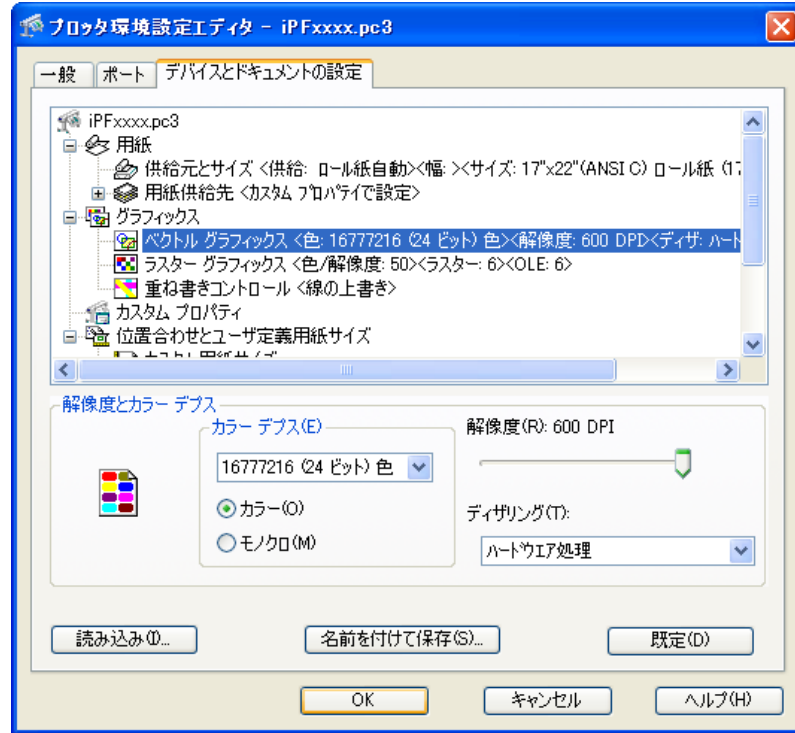 プロッタ環境設定エディタ - iPFxxxx.pc3
一般 ポート デバイスとドキュメントの設定
iPFxxxx.pc3
用紙
供給元とサイズ <供給: ロール紙自動><幅: ><サイズ: 17"x22"(ANSI C) ロール紙 (17
用紙供給先 <カスタム プロパティで設定>
グラフィックス
ベクトル グラフィックス <色: 16777216 (24 ビット) 色><解像度: 600 DPI><ディザ: ハート
ラスター グラフィックス <色/解像度: 50><ラスター: 6><OLE: 6>
重ね書きコントロール <線の上書き>
カスタム プロパティ
位置合わせとユーザ定義用紙サイズ
カスタム用紙サイズ
解像度とカラー デプス
カラー デプス(E)
解像度(R): 600 DPI
16777216 (24 ビット) 色
カラー(O)
モノクロ(M)
ディザリング(T):
ハードウエア処理
読み込み(I)... 名前を付けて保存(S)... 既定(D)
OK キャンセル ヘルプ(H)